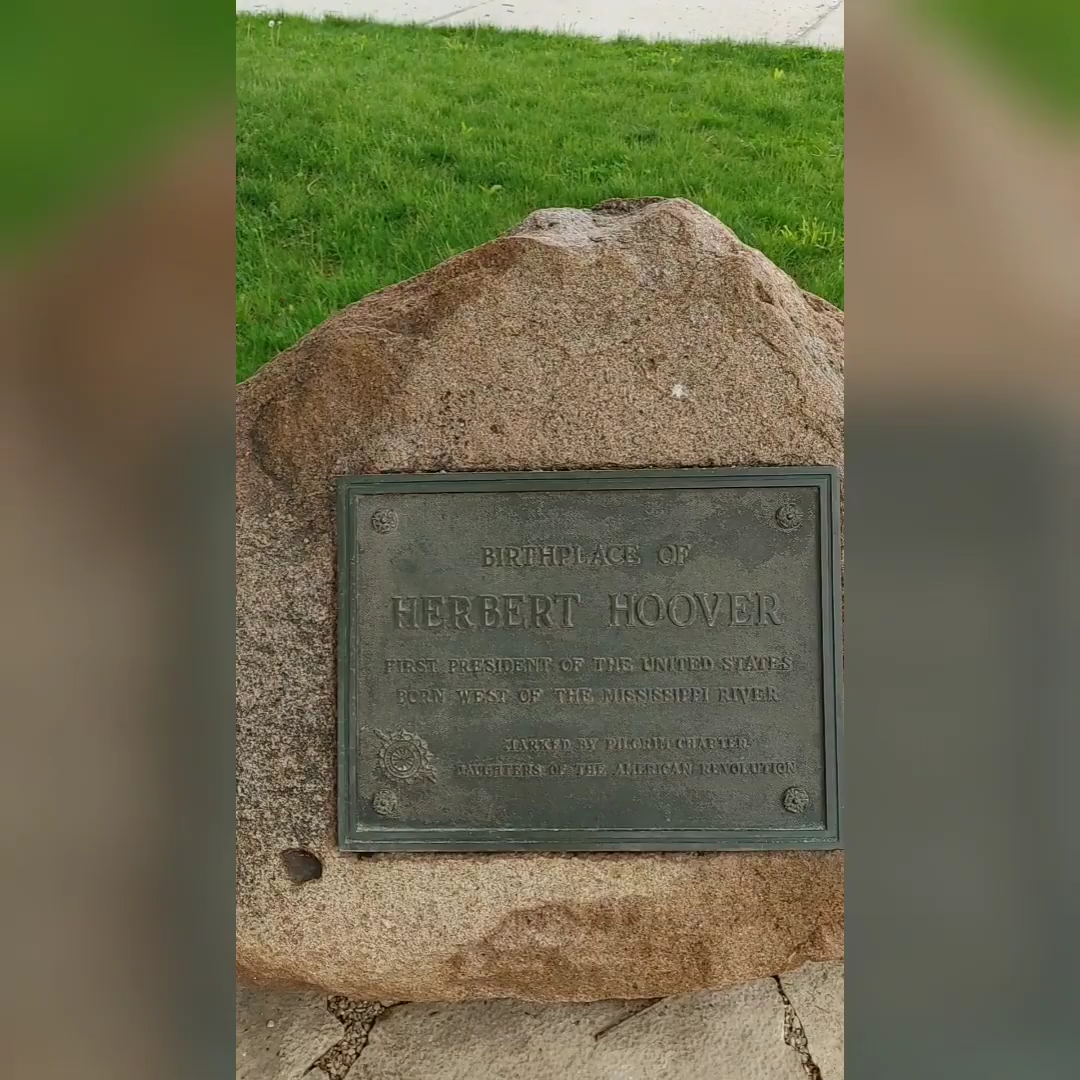 BIRTHPLACE OF
HERBERT HOOVER
FIRST PRESIDENT OF THE UNITED STATES
BORN WEST OF THE MISSISSIPPI RIVER
MARKED BY PILGRIM CHAPTER
DAUGHTERS OF THE AMERICAN REVOLUTION